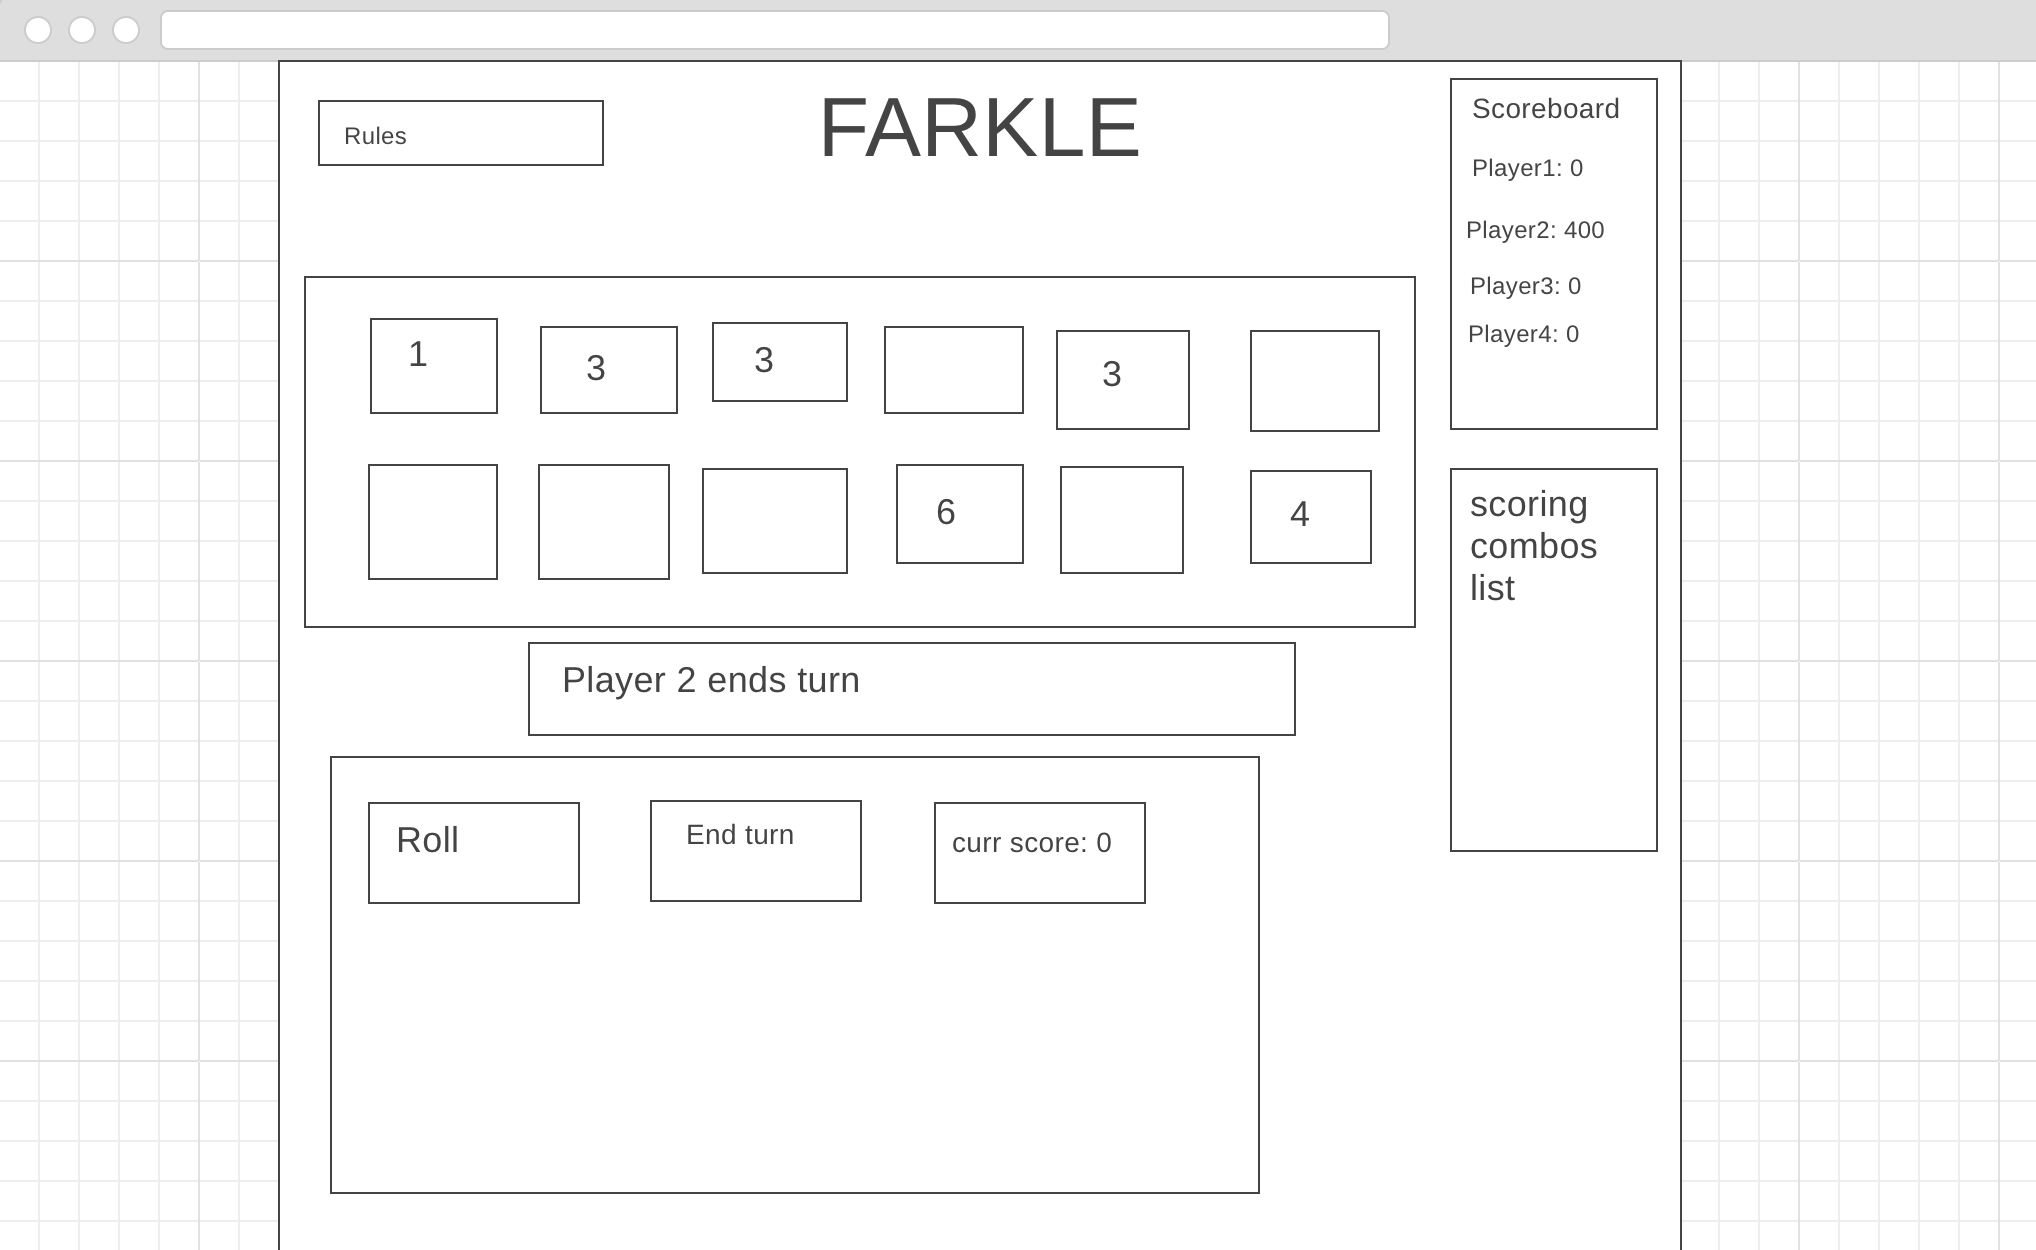 Rules
FARKLE
Scoreboard
Player1: 0
Player2: 400
Player3: 0
Player4: 0
1
3
3
3
6
4
scoring
combos
list
Player 2 ends turn
Roll
End turn
curr score: 0